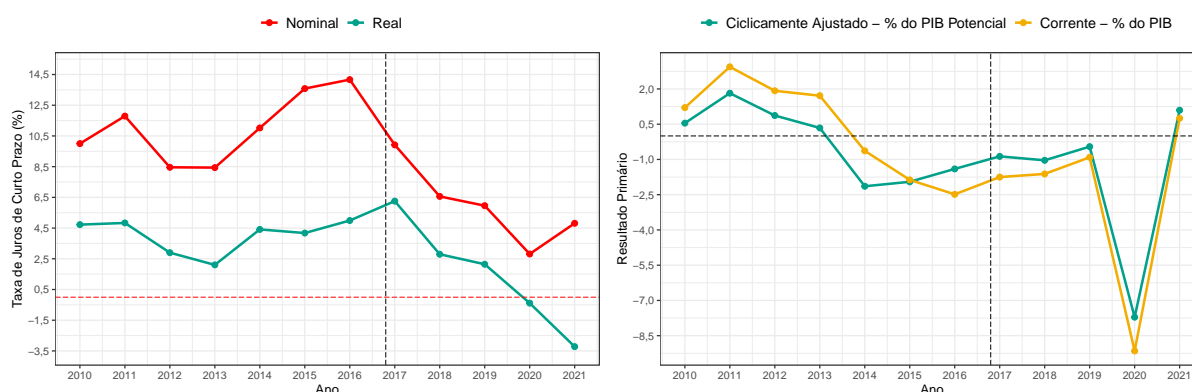 Nominal Real
Taxa de Juros de Curto Prazo (%)
14,5
12,5
10,5
8,5
6,5
4,5
2,5
0,5
−1,5
−3,5
2010 2011 2012 2013 2014 2015 2016 2017 2018 2019 2020 2021
Ano
Ciclicamente Ajustado – % do PIB Potencial Corrente – % do PIB
Resultado Primário
2,0
0,5
−1,0
−2,5
−4,0
−5,5
−7,0
−8,5
2010 2011 2012 2013 2014 2015 2016 2017 2018 2019 2020 2021
Ano